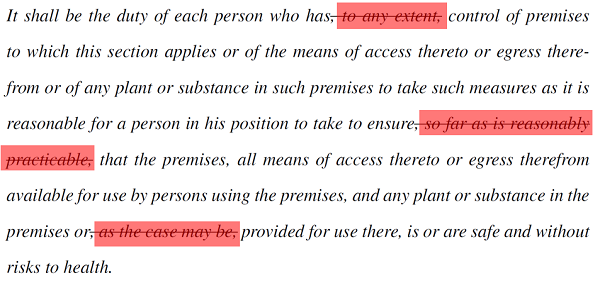 It shall be the duty of each person who has, to any extent, control of premises
to which this section applies or of the means of access thereto or egress there-
from or of any plant or substance in such premises to take such measures as it is
reasonable for a person in his position to take to ensure, so far as is reasonably
practicable, that the premises, all means of access thereto or egress therefrom
available for use by persons using the premises, and any plant or substance in the
premises or, as the case may be, provided for use there, is or are safe and without
risks to health.